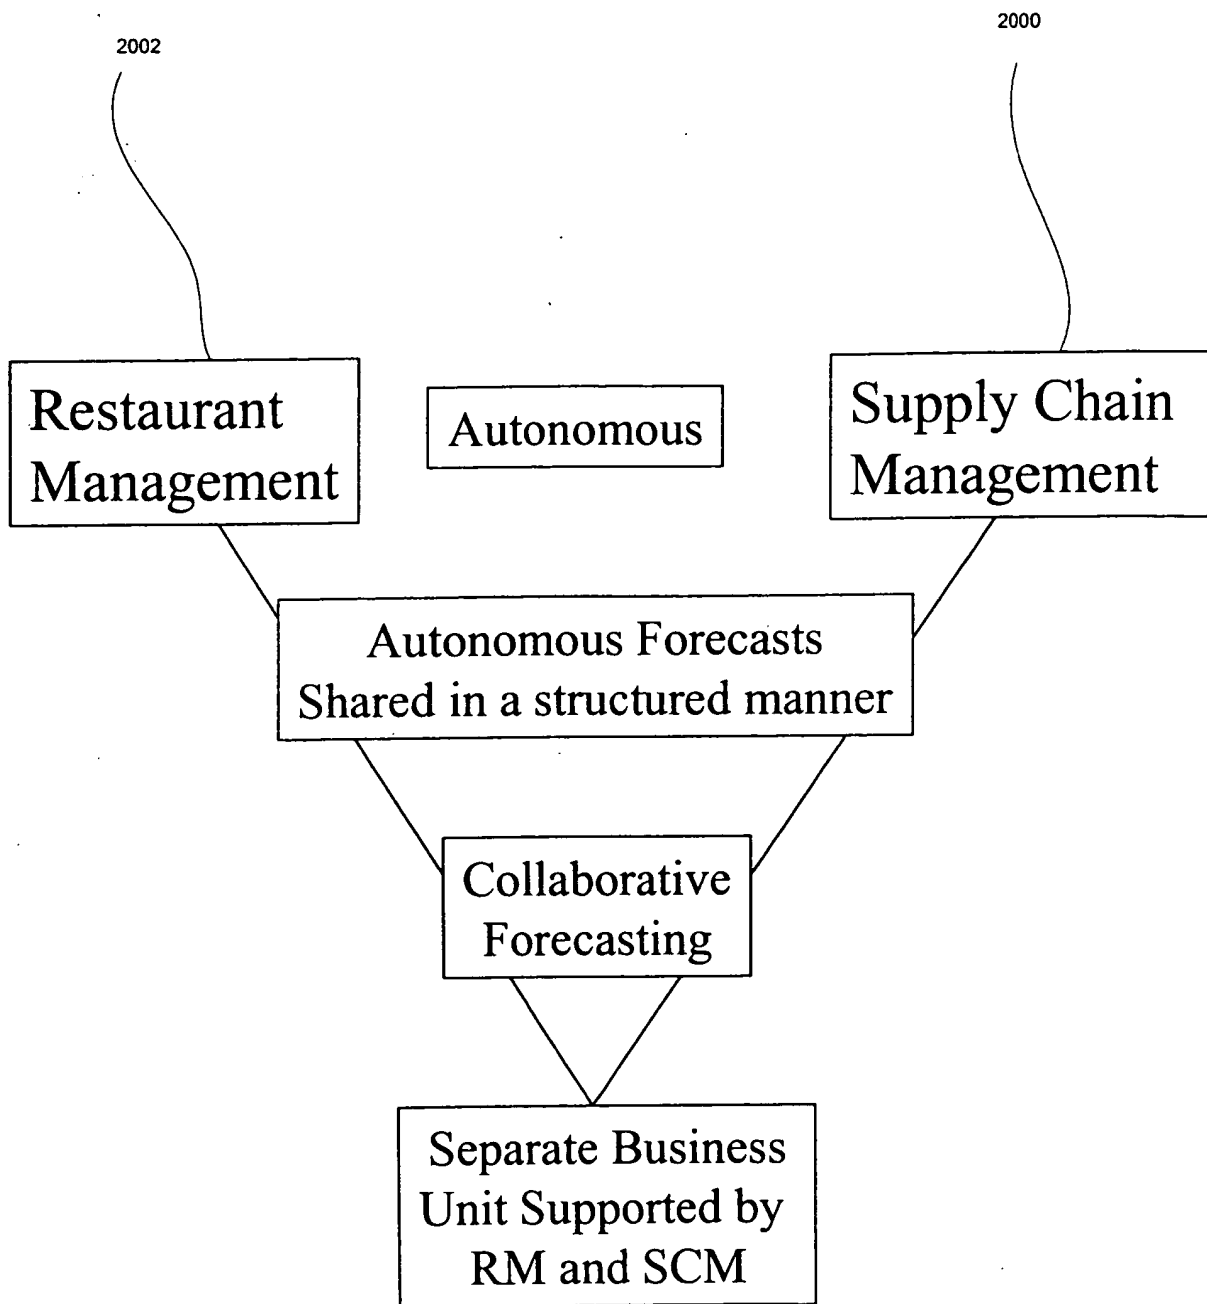 2002
2000
Restaurant
Management
Autonomous
Supply Chain
Management
Autonomous Forecasts
Shared in a structured manner
Collaborative
Forecasting
Separate Business
Unit Supported by
RM and SCM